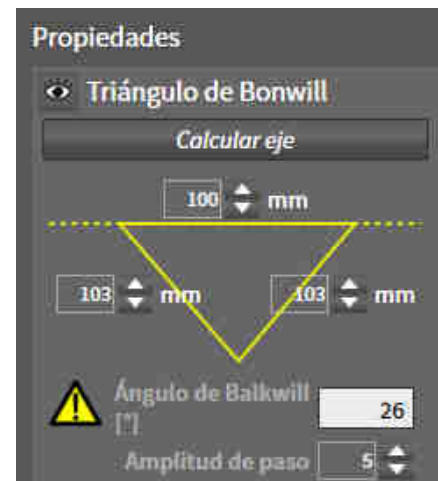 Propiedades
Triángulo de Bonwill
Calcular eje
100 mm
103 mm 103 mm
Ángulo de Balkwill
[°] 26
Amplitud de paso 5